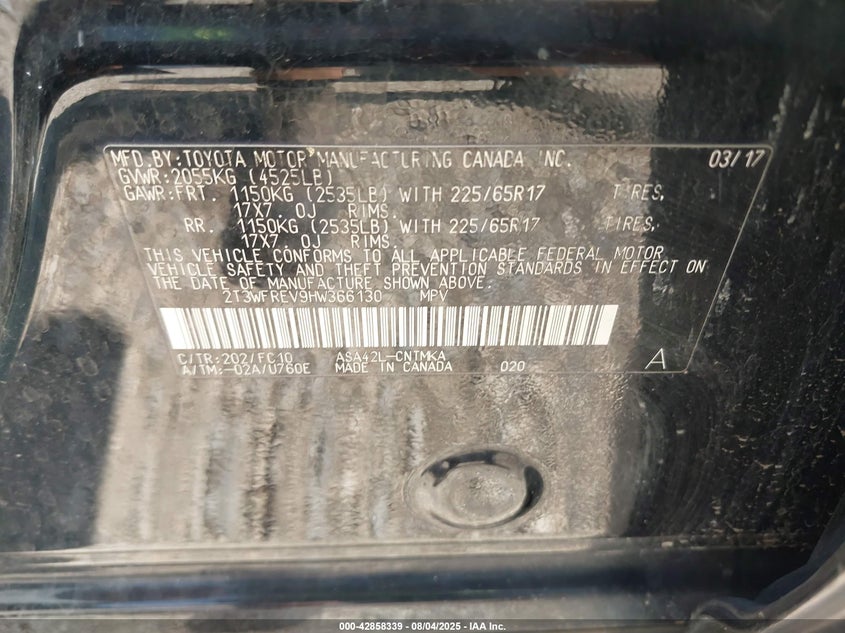 MFD.BY:TOYOTA MOTOR MANUFACTURING CANADA INC. 03/17
GVWR:2055KG (4525LB)
GAWR:FRT. 1150KG (2535LB) WITH 225/65R17 TIRES,
17X7.0J RIMS.
RR. 1150KG (2535LB) WITH 225/65R17 TIRES,
17X7.0J RIMS.
THIS VEHICLE CONFORMS TO ALL APPLICABLE FEDERAL MOTOR
VEHICLE SAFETY AND THEFT PREVENTION STANDARDS IN EFFECT ON
THE DATE OF MANUFACTURE SHOWN ABOVE.
2T3WFREV9HW366130 MPV
C/TR:202/FC10 ASA42L-CNTMKA
A/TM:-02A/U760E MADE IN CANADA 020 A
000-42858339 - 08/04/2025 - IAA Inc.